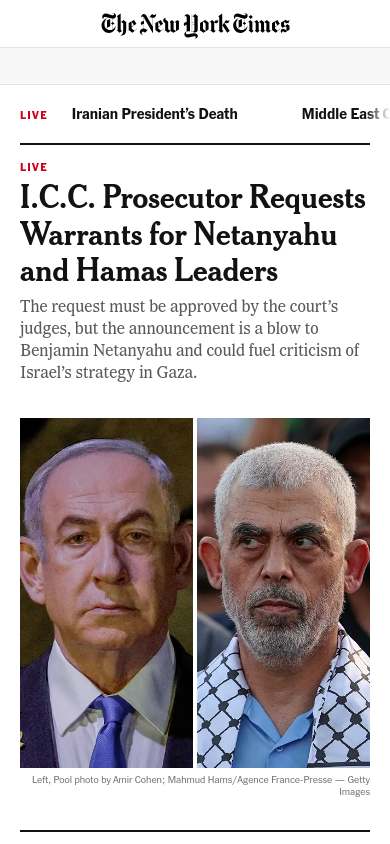 The New York Times
LIVE Iranian President's Death Middle East
LIVE
I.C.C. Prosecutor Requests
Warrants for Netanyahu
and Hamas Leaders
The request must be approved by the court's
judges, but the announcement is a blow to
Benjamin Netanyahu and could fuel criticism of
Israel's strategy in Gaza.
Left, Pool photo by Amir Cohen; Mahmud Hams/Agence France-Presse — Getty
Images